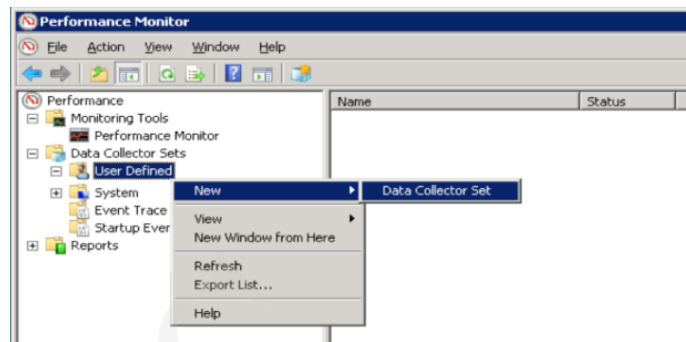 Performance Monitor
File Action View Window Help
Performance
Name Status
Monitoring Tools
Performance Monitor
Data Collector Sets
User Defined
System
New
Data Collector Set
Event Trace
View
Startup Ever
New Window from Here
Reports
Refresh
Export List...
Help